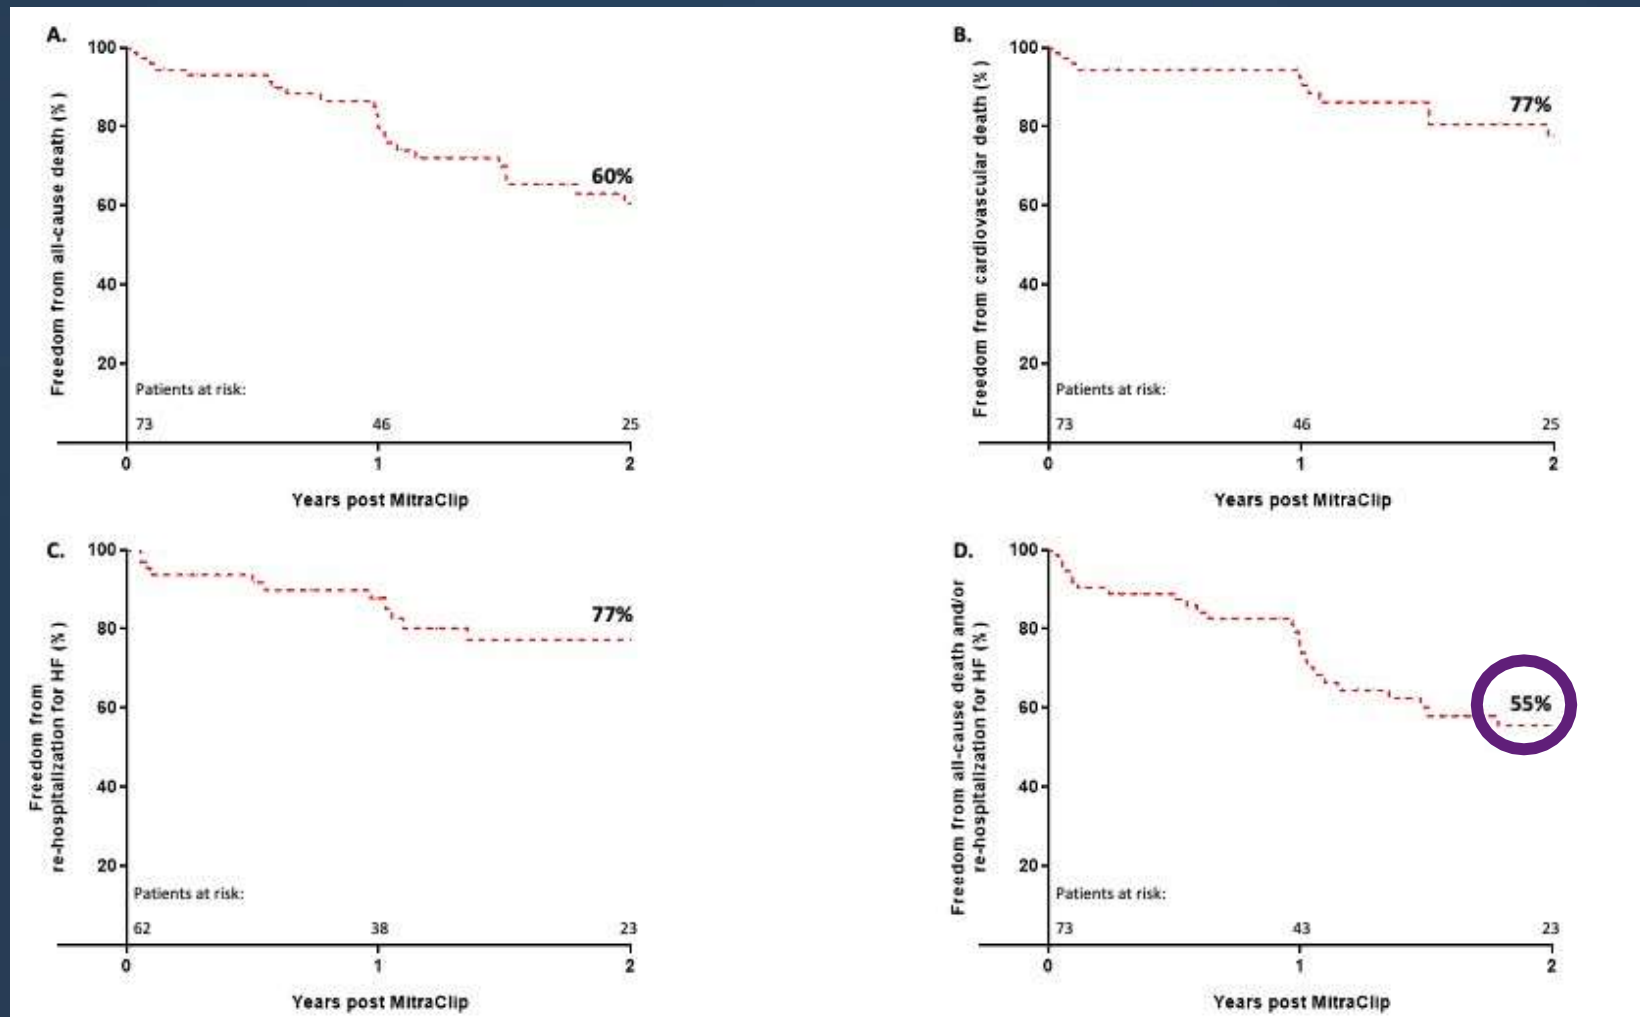 A.
Freedom from all-cause death (%)
100
80
60
40
20
60%
Patients at risk:
73 46 25
0 1 2
Years post MitraClip
B.
Freedom from cardiovascular death (%)
100
80
60
40
20
77%
Patients at risk:
73 46 25
0 1 2
Years post MitraClip
C.
Freedom from
re-hospitalization for HF (%)
100
80
60
40
20
77%
Patients at risk:
62 38 23
0 1 2
Years post MitraClip
D.
Freedom from all-cause death and/or
re-hospitalization for HF (%)
100
80
60
40
20
55%
Patients at risk:
73 43 23
0 1 2
Years post MitraClip